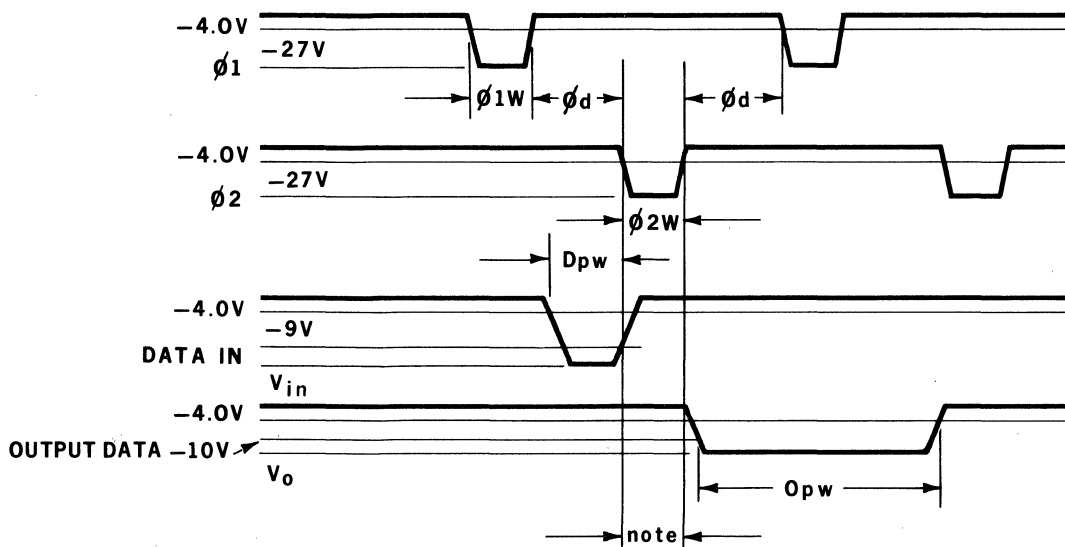 −4.0V
−27V
Ø1
Ø1W
Ød
Ød
−4.0V
−27V
Ø2
Ø2W
Dpw
−4.0V
−9V
DATA IN
Vin
−4.0V
OUTPUT DATA −10V
Vo
Opw
note